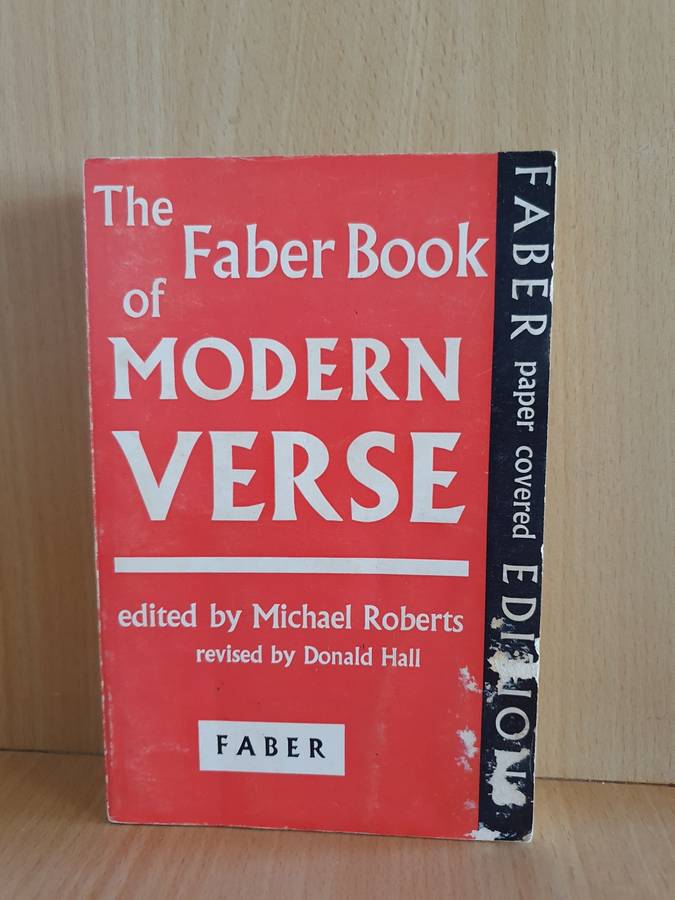 The
Faber Book
of
MODERN
VERSE
edited by Michael Roberts
revised by Donald Hall
FABER
FABER paper covered EDITION